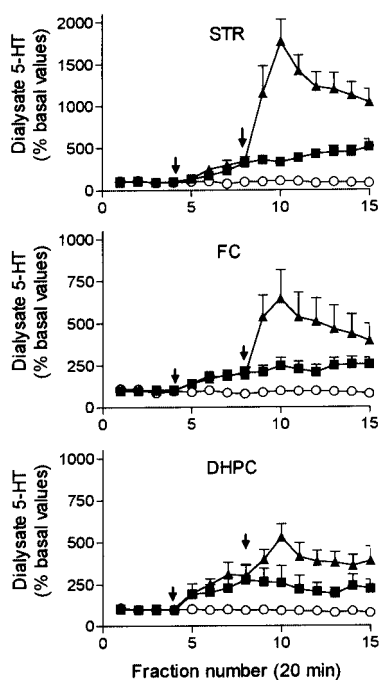 STR
Dialysate 5-HT
(% basal values)
2000
1500
1000
500
0
0
5
10
15
FC
Dialysate 5-HT
(% basal values)
1000
750
500
250
0
0
5
10
15
DHPC
Dialysate 5-HT
(% basal values)
1000
750
500
250
0
0
5
10
15
Fraction number (20 min)